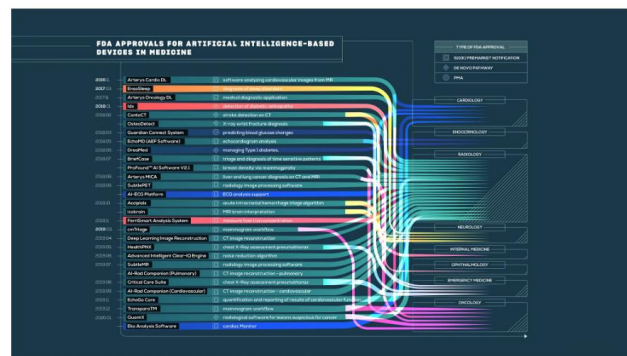 FDA APPROVALS FOR ARTIFICIAL INTELLIGENCE-BASED
DEVICES IN MEDICINE
TYPE OF FDA APPROVAL
510(K) PREMARKET NOTIFICATION
DE NOVO PATHWAY
PMA
Arterys Cardio DL software analyzing cardiovascular images from MR
EnsoSleep diagnosis of sleep disorders
Arterys Oncology DL medical diagnostic application
Idx detection of diabetic retinopathy
ContaCT stroke detection on CT
OsteoDetect X-ray wrist fracture diagnosis
Guardian Connect System predicting blood glucose changes
EchoMD (AEF Software) echocardiogram analysis
DreaMed managing Type 1 diabetes.
BriefCase triage and diagnosis of time sensitive patients
ProFound™ AI Software V2.1 breast density via mammography
Arterys MICA liver and lung cancer diagnosis on CT and MRI
SubtlePET radiology image processing software
AI-ECG Platform ECG analysis support
Accipiolx acute intracranial hemorrhage triage algorithm
icobrain MRI brain interpretation
FerriSmart Analysis System
cmTriage mammogram workflow
Deep Learning Image Reconstruction CT image reconstruction
HealthPNX chest X-Ray assessment pneumothorax
Advanced Intelligent Clear-IQ Engine noise reduction algorithm
SubtleMR radiology image processing software
AI-Rad Companion (Pulmonary) CT image reconstruction - pulmonary
Critical Care Suite chest X-Ray assessment pneumothorax
AI-Rad Companion (Cardiovascular) CT image reconstruction - cardiovascular
EchoGo Core quantification and reporting of results of cardiovascular function
TransparaTM mammogram workflow
QuantX radiological software for lesions suspicious for cancer
Eko Analysis Software cardiac Monitor
CARDIOLOGY
ENDOCRINOLOGY
RADIOLOGY
NEUROLOGY
INTERNAL MEDICINE
OPHTHALMOLOGY
EMERGENCY MEDICINE
ONCOLOGY